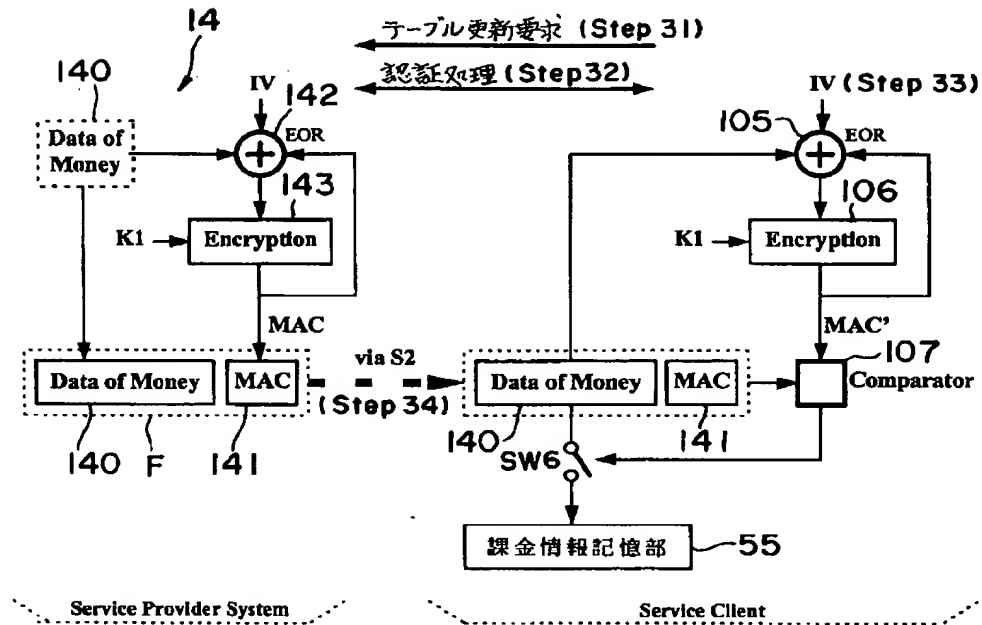 テーブル更新要求 (Step 31)
認証処理 (Step32)
14
140
Data of
Money
IV
142
EOR
143
K1
Encryption
MAC
Data of Money
MAC
140
F
141
via S2
(Step 34)
IV (Step 33)
105
EOR
106
K1
Encryption
MAC'
107
Comparator
Data of Money
MAC
140
141
SW6
課金情報記憶部
55
Service Provider System
Service Client